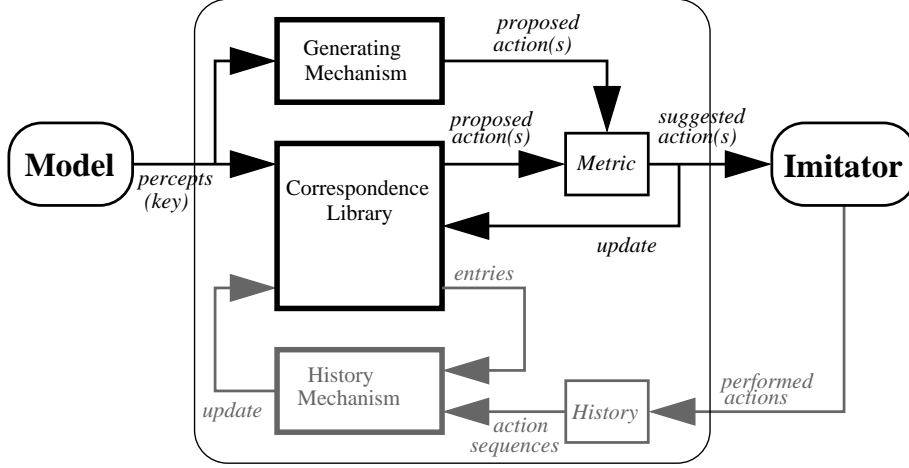 Generating
Mechanism
proposed
action(s)
Model
percepts
(key)
Correspondence
Library
proposed
action(s)
Metric
suggested
action(s)
Imitator
update
entries
History
Mechanism
update
action
sequences
History
performed
actions